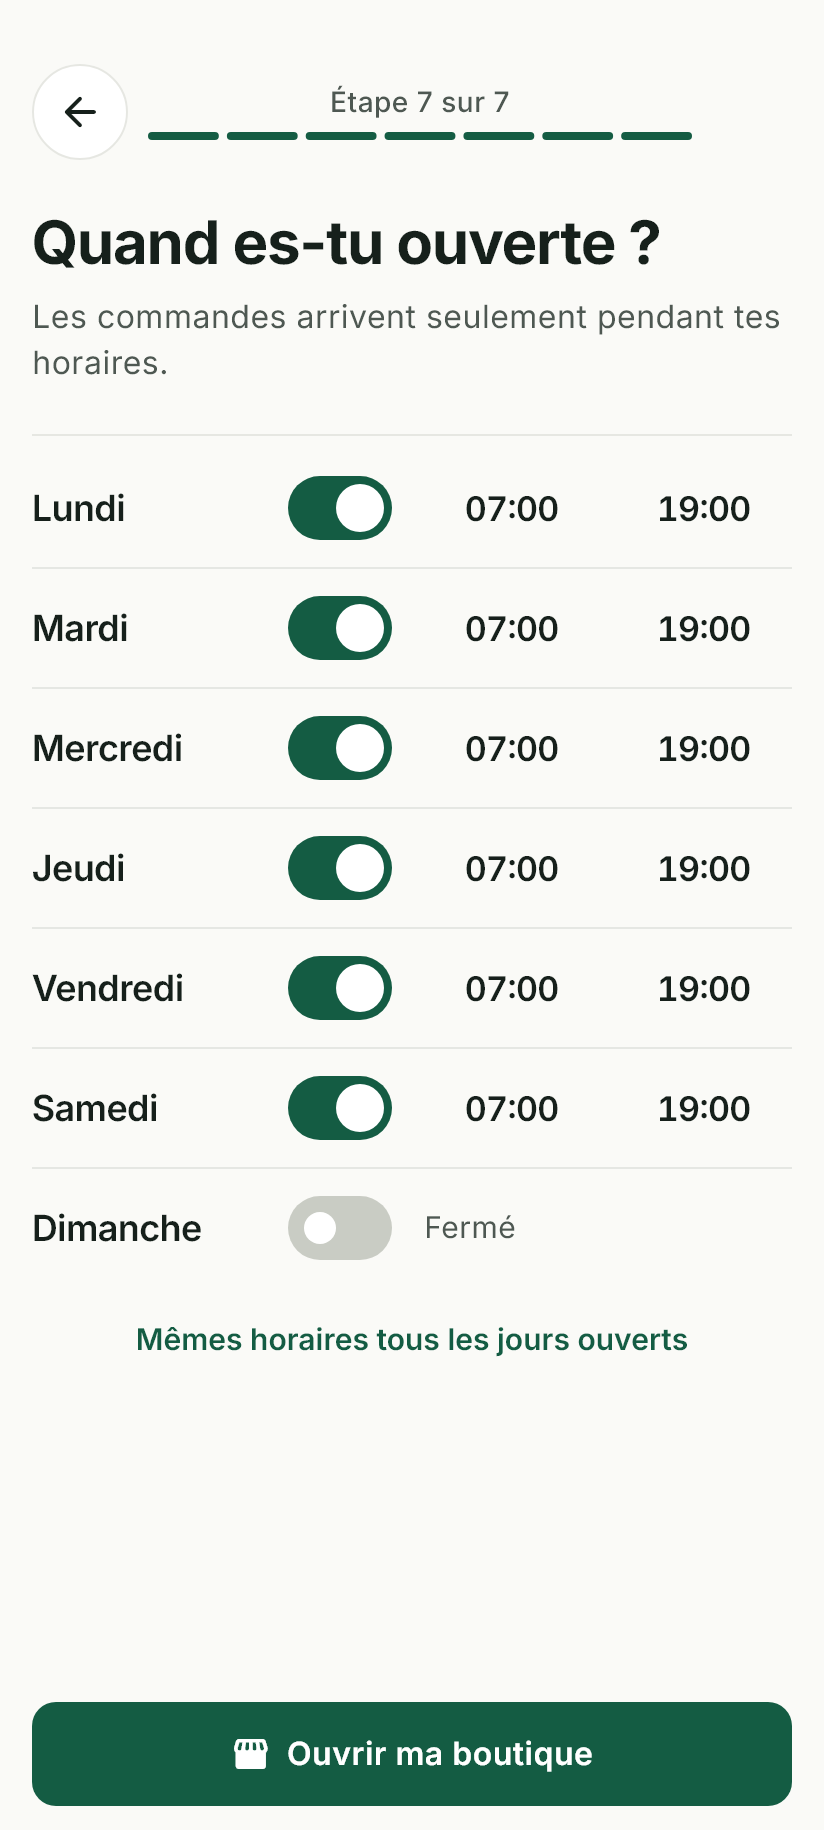 Étape 7 sur 7
Quand es-tu ouverte ?
Les commandes arrivent seulement pendant tes
horaires.
Lundi 07:00 19:00
Mardi 07:00 19:00
Mercredi 07:00 19:00
Jeudi 07:00 19:00
Vendredi 07:00 19:00
Samedi 07:00 19:00
Dimanche Fermé
Mêmes horaires tous les jours ouverts
Ouvrir ma boutique